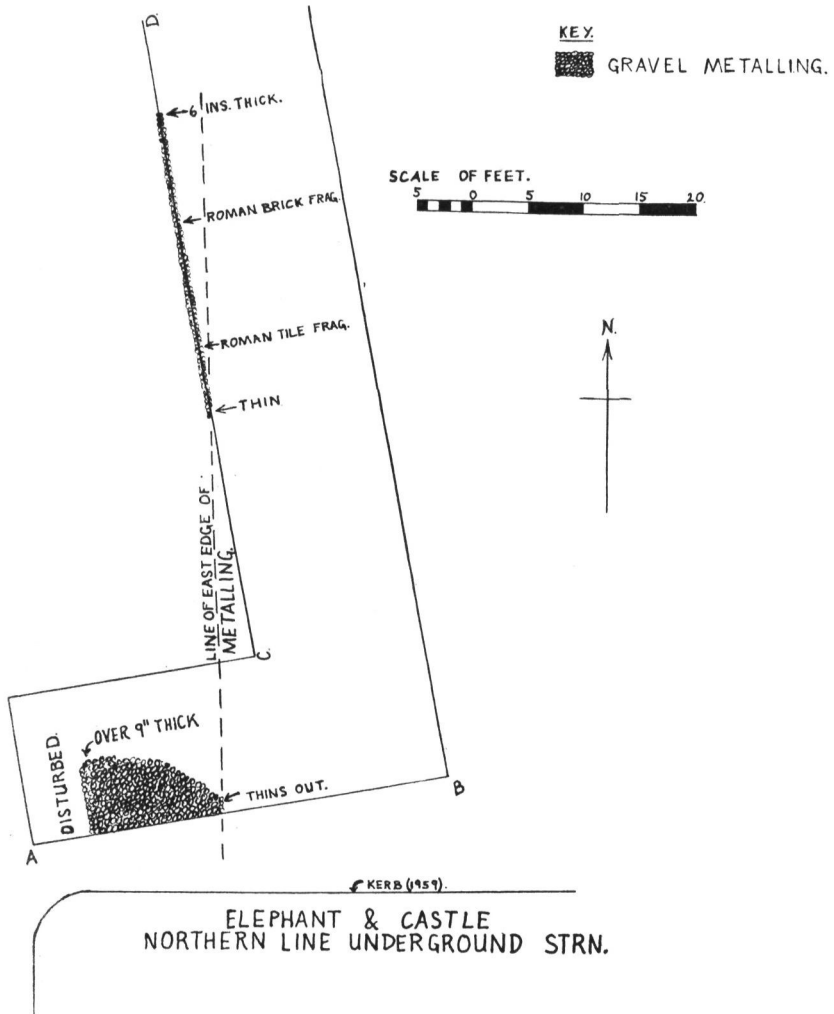 D.
KEY.
GRAVEL METALLING.
6 INS. THICK.
SCALE OF FEET.
5 0 5 10 15 20.
ROMAN BRICK FRAG.
N.
ROMAN TILE FRAG.
THIN
LINE OF EAST EDGE OF
METALLING.
C.
OVER 9" THICK
DISTURBED.
THINS OUT.
B
A
KERB (1959).
ELEPHANT & CASTLE
NORTHERN LINE UNDERGROUND STRN.